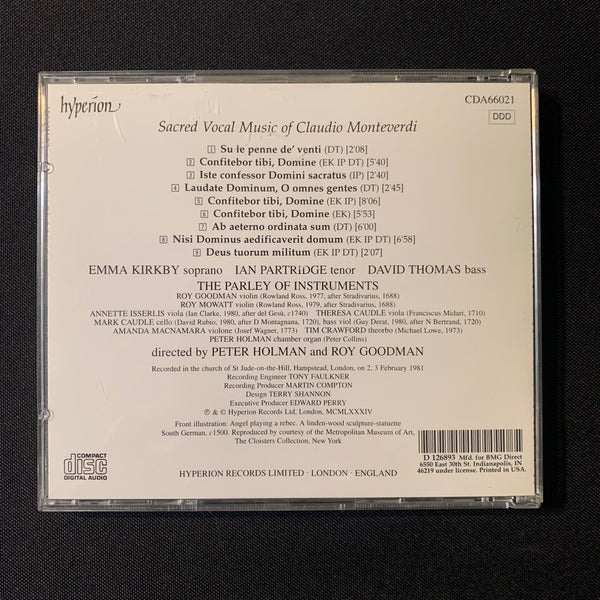 hyperion
CDA66021
DDD
Sacred Vocal Music of Claudio Monteverdi
1 Su le penne de' venti (DT) [2'08]
2 Confitebor tibi, Domine (EK IP DT) [5'40]
3 Iste confessor Domini sacratus (IP) [2'40]
4 Laudate Dominum, O omnes gentes (DT) [2'45]
5 Confitebor tibi, Domine (EK IP) [8'06]
6 Confitebor tibi, Domine (EK) [5'53]
7 Ab aeterno ordinata sum (DT) [6'00]
8 Nisi Dominus aedificaverit domum (EK IP DT) [6'58]
9 Deus tuorum militum (EK IP DT) [2'07]
EMMA KIRKBY soprano IAN PARTRIDGE tenor DAVID THOMAS bass
THE PARLEY OF INSTRUMENTS
ROY GOODMAN violin (Rowland Ross, 1977, after Stradivarius, 1688)
ROY MOWATT violin (Rowland Ross, 1979, after Stradivarius, 1688)
ANNETTE ISSERLIS viola (Ian Clarke, 1980, after del Gesù, c1740) THERESA CAUDLE viola (Franciscus Midari, 1710)
MARK CAUDLE cello (David Rubio, 1980, after D Montagnana, 1720), bass viol (Guy Derat, 1980, after N Bertrand, 1720)
AMANDA MACNAMARA violone (Josef Wagner, 1773) TIM CRAWFORD theorbo (Michael Lowe, 1973)
PETER HOLMAN chamber organ (Peter Collins)
directed by PETER HOLMAN and ROY GOODMAN
Recorded in the church of St Jude-on-the-Hill, Hampstead, London, on 2, 3 February 1981
Recording Engineer TONY FAULKNER
Recording Producer MARTIN COMPTON
Design TERRY SHANNON
Executive Producer EDWARD PERRY
℗ & © Hyperion Records Ltd, London, MCMLXXXIV
Front illustration: Angel playing a rebec. A linden-wood sculpture-statuette
South German, c1500. Reproduced by courtesy of the Metropolitan Museum of Art,
The Cloisters Collection, New York
COMPACT
disc
DIGITAL AUDIO
HYPERION RECORDS LIMITED · LONDON · ENGLAND
D 126893 Mfd. for BMG Direct
6550 East 30th St. Indianapolis, IN
46219 under license. Printed in USA.